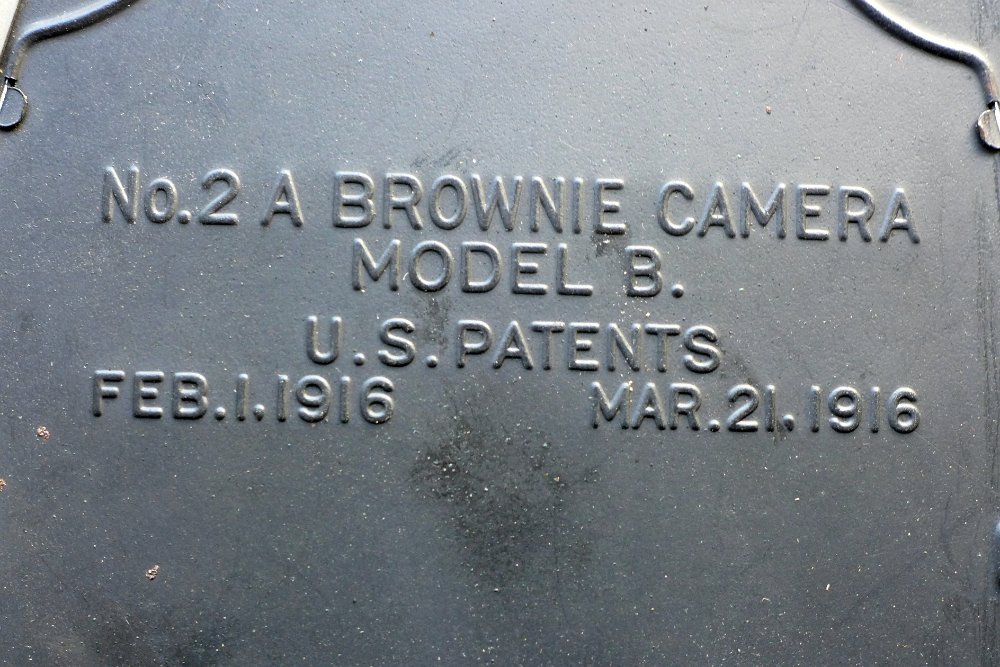 No.2 A BROWNIE CAMERA
MODEL B.
U.S. PATENTS
FEB.1.1916 MAR.21.1916